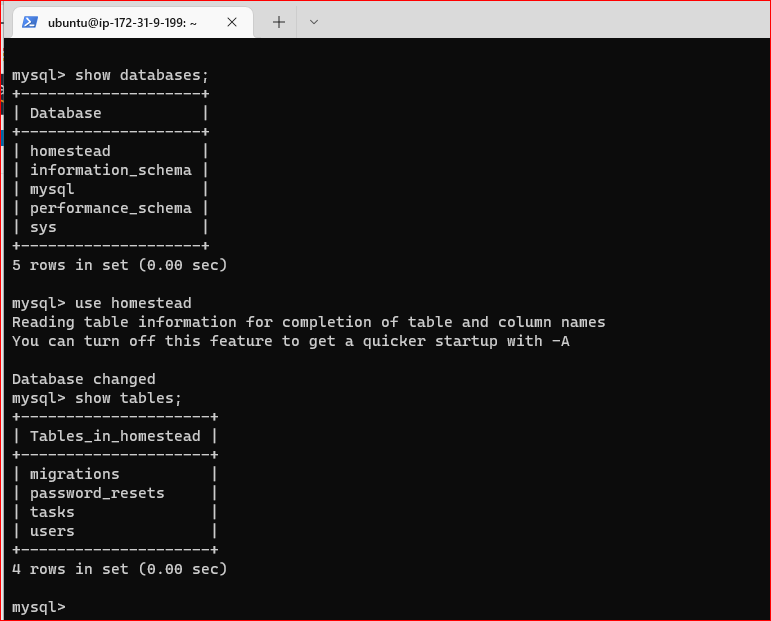 ubuntu@ip-172-31-9-199: ~
mysql> show databases;
+--------------------+
| Database           |
+--------------------+
| homestead          |
| information_schema |
| mysql              |
| performance_schema |
| sys                |
+--------------------+
5 rows in set (0.00 sec)
mysql> use homestead
Reading table information for completion of table and column names
You can turn off this feature to get a quicker startup with -A
Database changed
mysql> show tables;
+---------------------+
| Tables_in_homestead |
+---------------------+
| migrations          |
| password_resets     |
| tasks               |
| users               |
+---------------------+
4 rows in set (0.00 sec)
mysql>